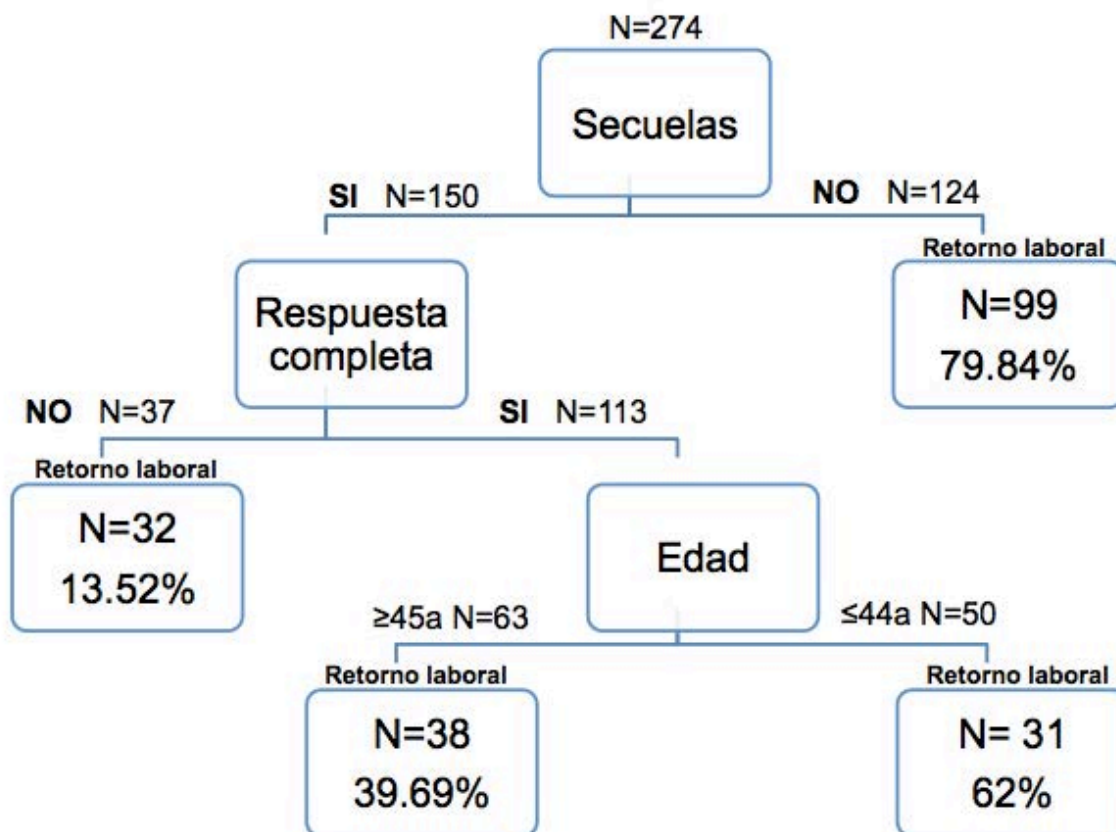 N=274
Secuelas
SI N=150
NO N=124
Respuesta
completa
Retorno laboral
N=99
79.84%
NO N=37
SI N=113
Retorno laboral
N=32
13.52%
Edad
≥45a N=63
≤44a N=50
Retorno laboral
N=38
39.69%
Retorno laboral
N= 31
62%